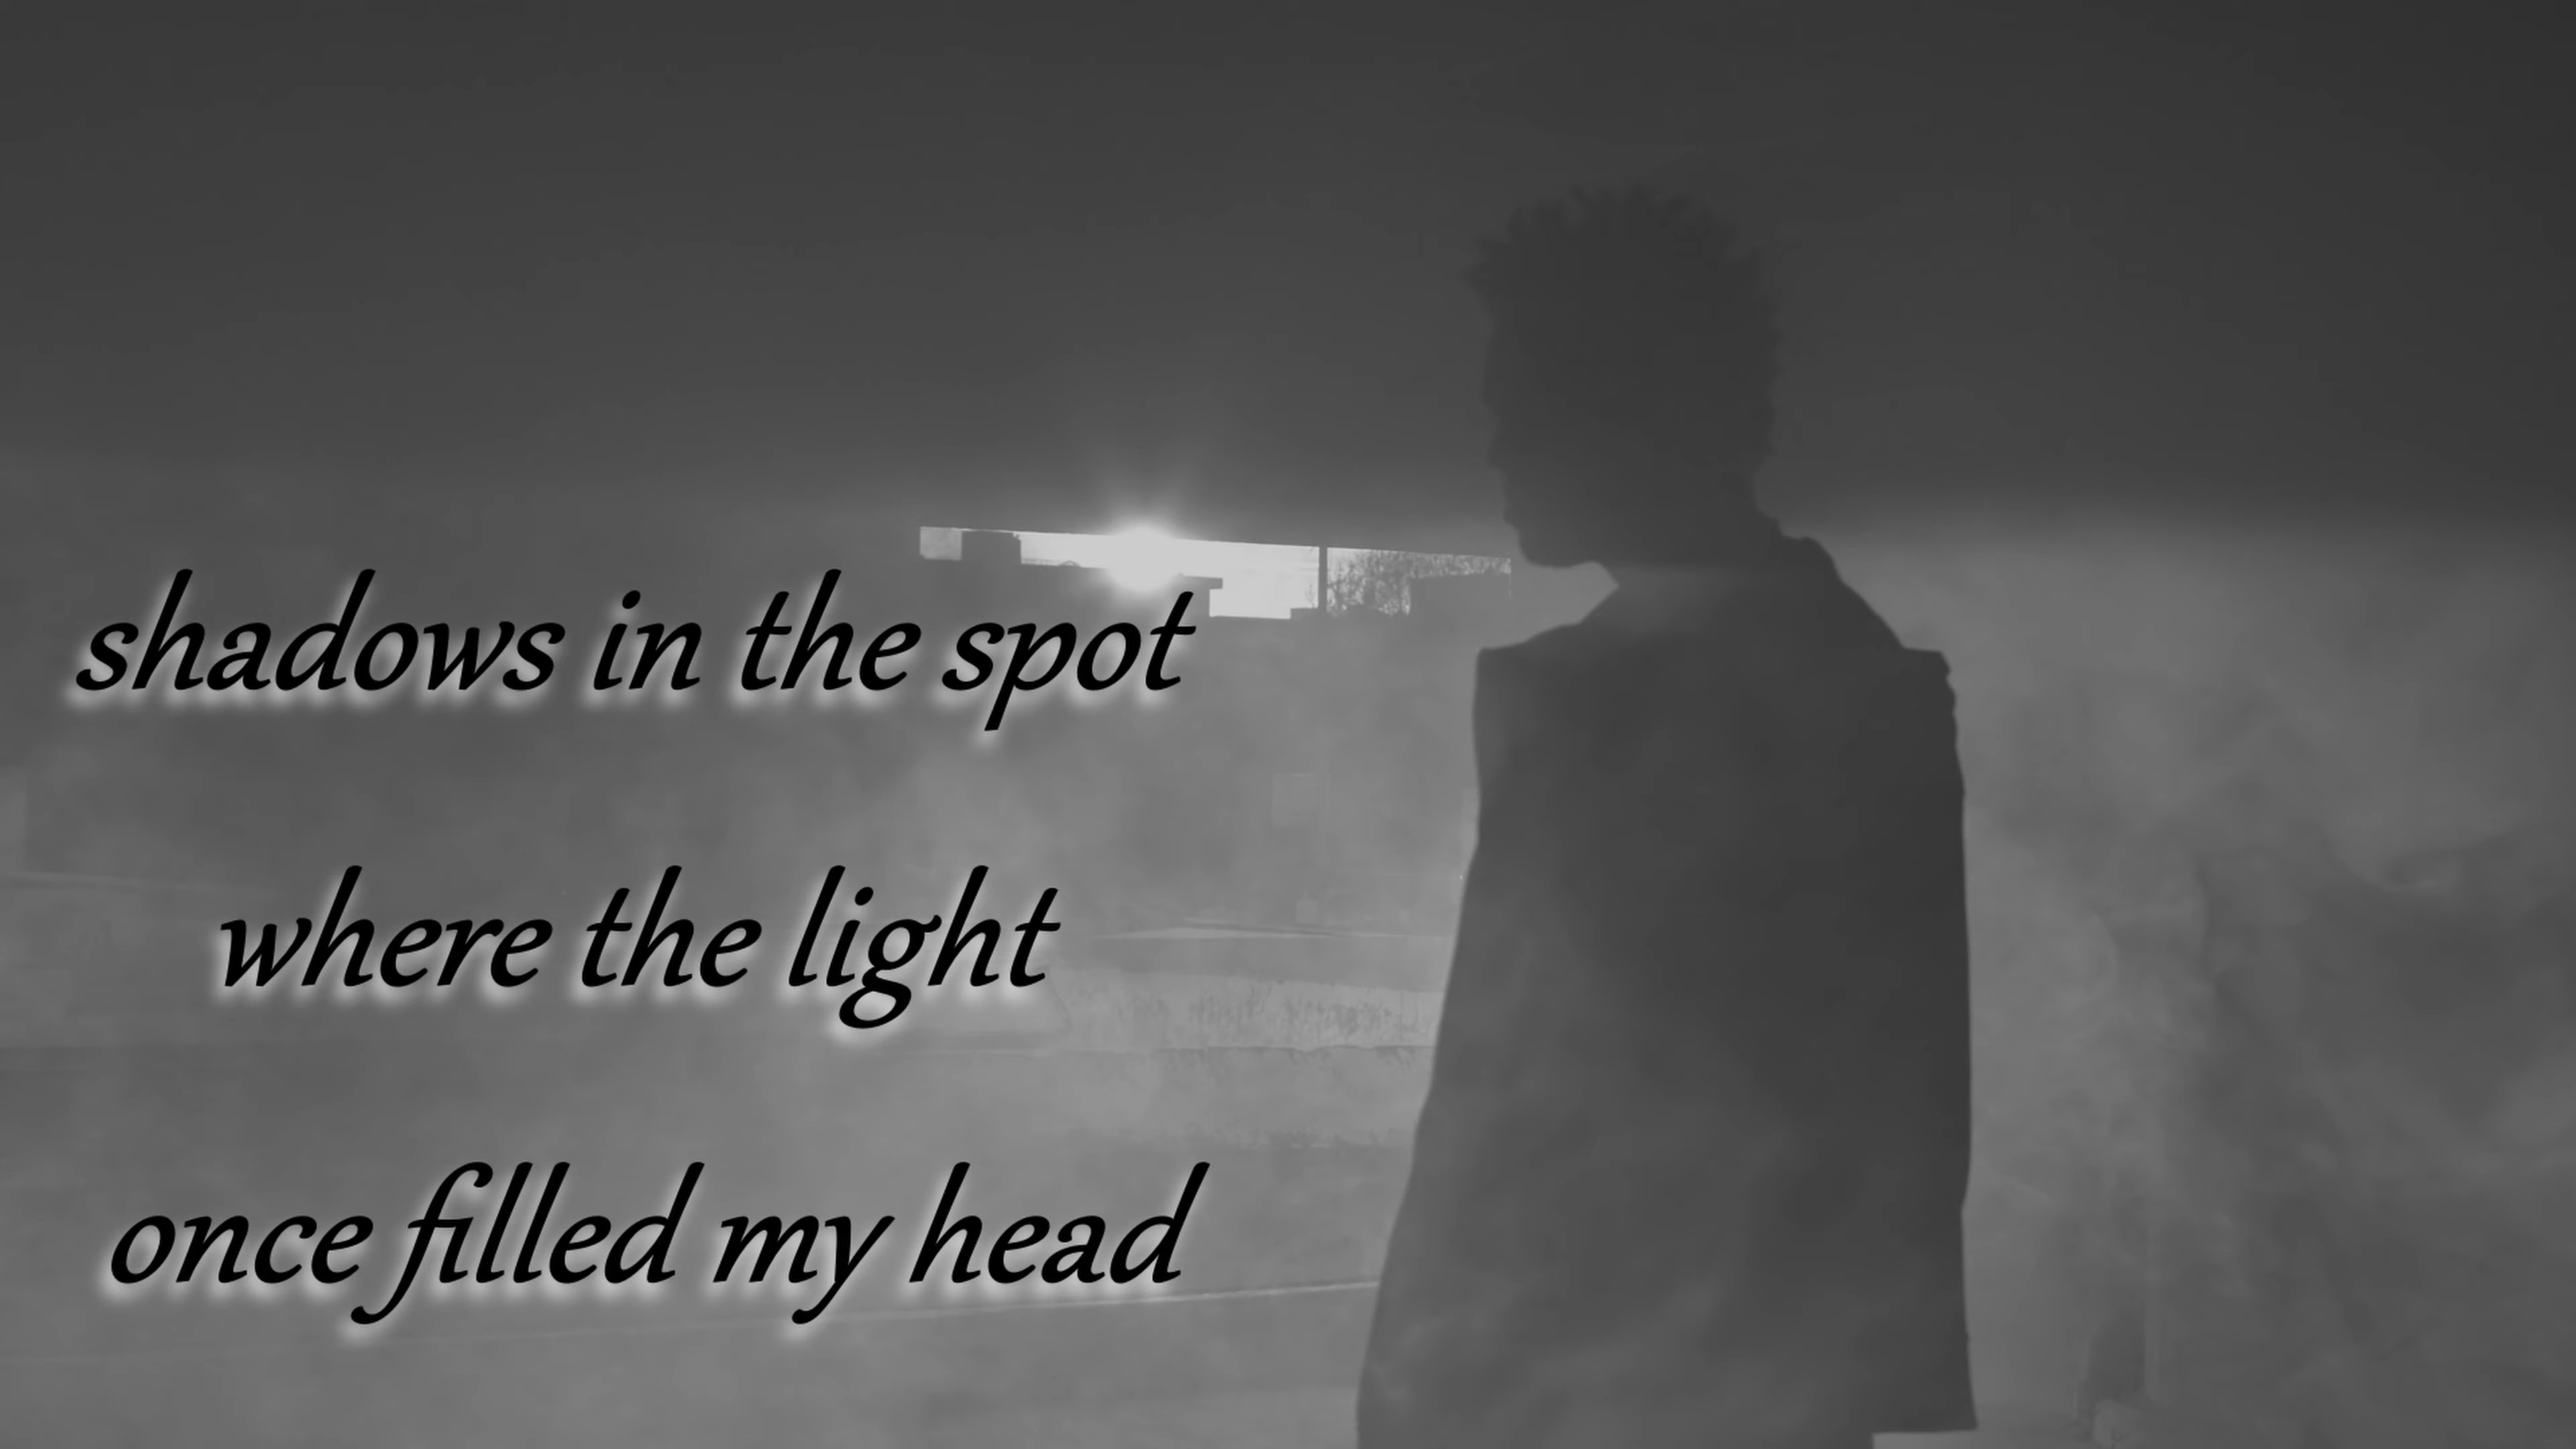 shadows in the spot
where the light
once filled my head